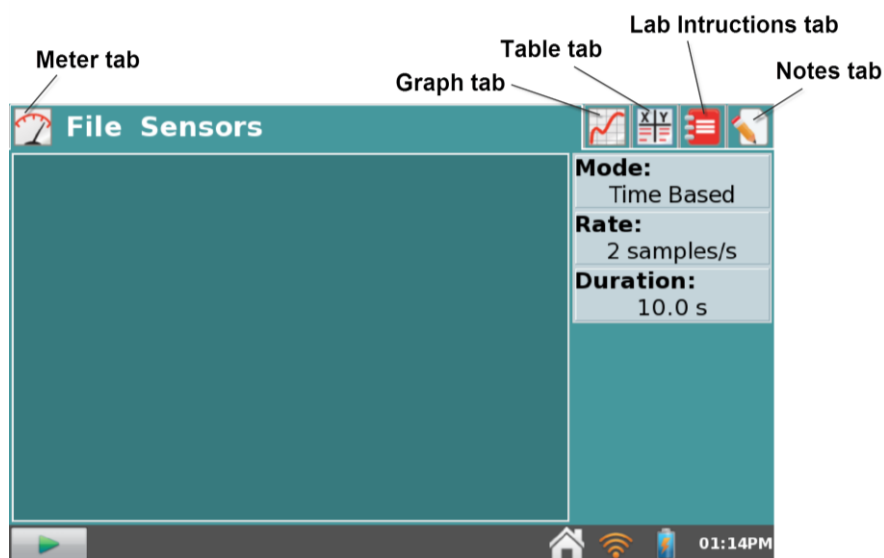 Lab Intructions tab
Table tab
Meter tab
Graph tab
Notes tab
File Sensors
X Y
Mode:
Time Based
Rate:
2 samples/s
Duration:
10.0 s
01:14PM